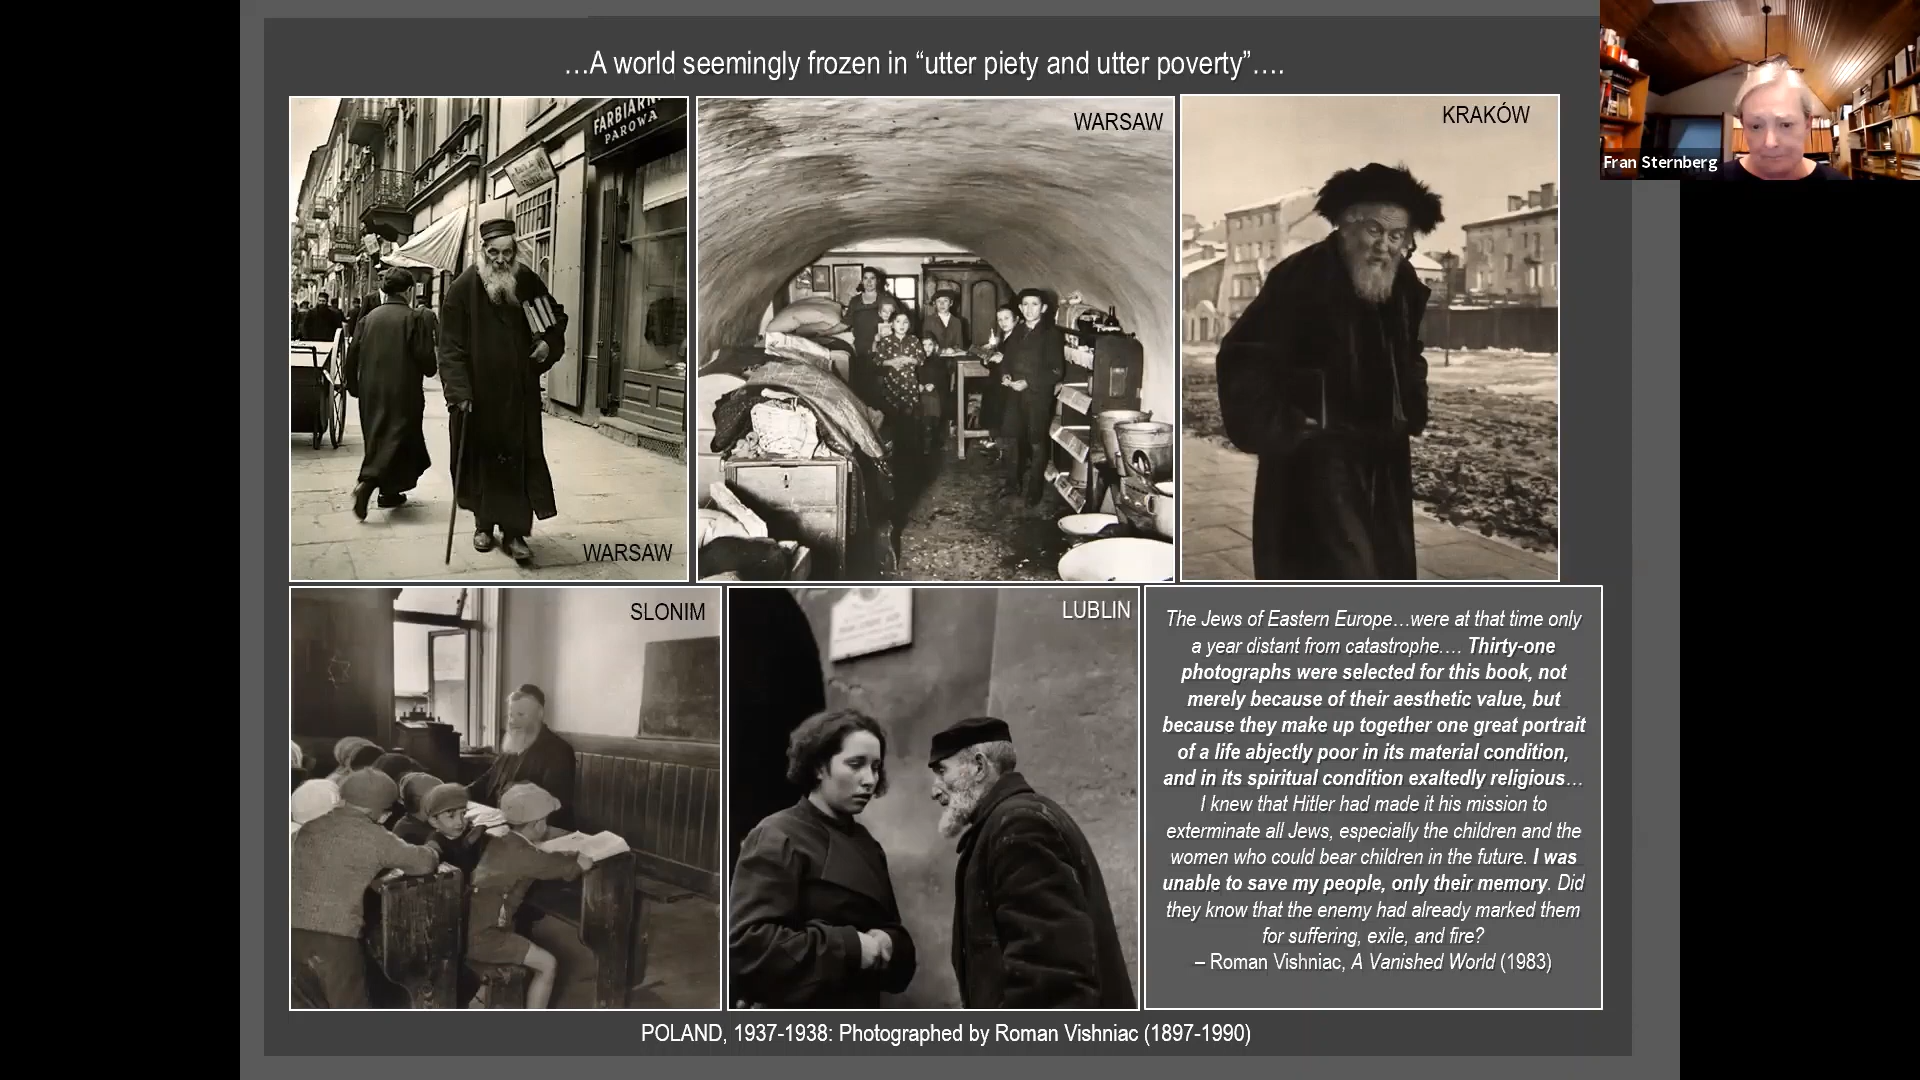 …A world seemingly frozen in “utter piety and utter poverty”….
FARBIARN
PAROWA
WARSAW
WARSAW
KRAKÓW
Fran Sternberg
SLONIM
LUBLIN
The Jews of Eastern Europe…were at that time only
a year distant from catastrophe.… Thirty-one
photographs were selected for this book, not
merely because of their aesthetic value, but
because they make up together one great portrait
of a life abjectly poor in its material condition,
and in its spiritual condition exaltedly religious…
I knew that Hitler had made it his mission to
exterminate all Jews, especially the children and the
women who could bear children in the future. I was
unable to save my people, only their memory. Did
they know that the enemy had already marked them
for suffering, exile, and fire?
– Roman Vishniac, A Vanished World (1983)
POLAND, 1937-1938: Photographed by Roman Vishniac (1897-1990)